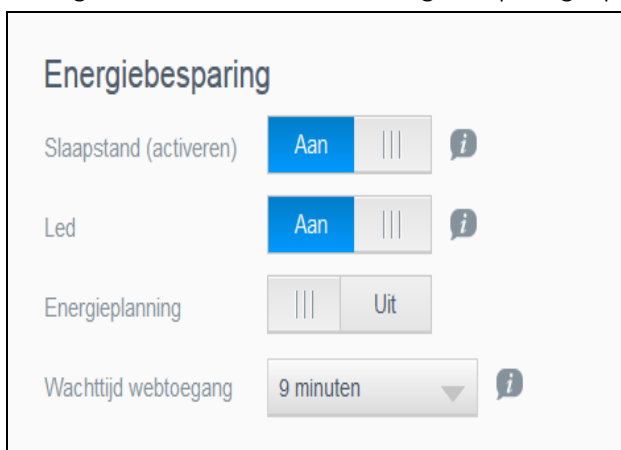 Energiebesparing
Slaapstand (activeren) Aan
Led Aan
Energieplanning Uit
Wachttijd webtoegang 9 minuten